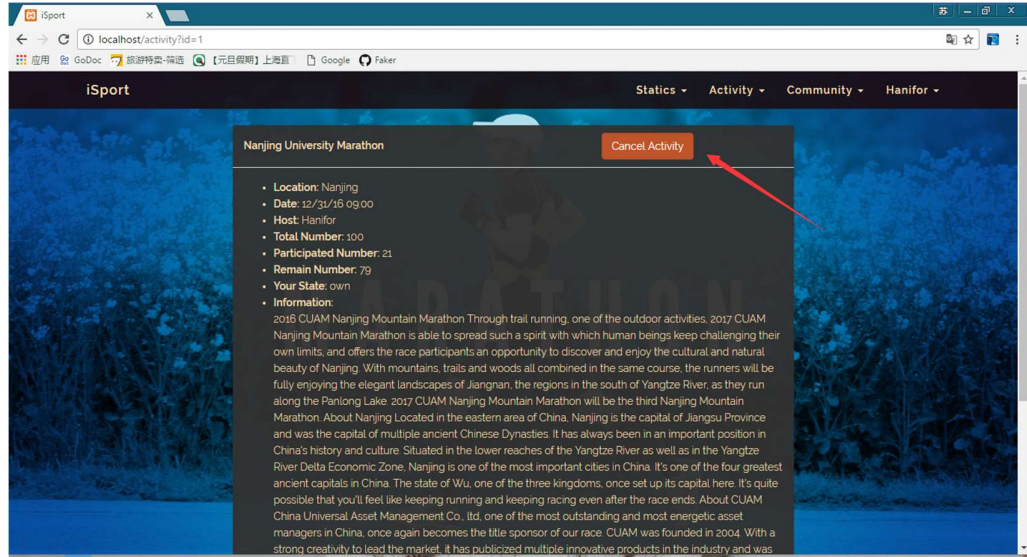 iSport
苏
localhost/activity?id=1
应用 GoDoc 旅游特卖-筛选 【元旦假期】上海直 Google Faker
iSport Statics Activity Community Hanifor
Nanjing University Marathon Cancel Activity
Location: Nanjing
Date: 12/31/16 09:00
Host: Hanifor
Total Number: 100
Participated Number: 21
Remain Number: 79
Your State: own
Information:
2016 CUAM Nanjing Mountain Marathon Through trail running, one of the outdoor activities, 2017 CUAM
Nanjing Mountain Marathon is able to spread such a spirit with which human beings keep challenging their
own limits, and offers the race participants an opportunity to discover and enjoy the cultural and natural
beauty of Nanjing. With mountains, trails and woods all combined in the same course, the runners will be
fully enjoying the elegant landscapes of Jiangnan, the regions in the south of Yangtze River, as they run
along the Panlong Lake. 2017 CUAM Nanjing Mountain Marathon will be the third Nanjing Mountain
Marathon. About Nanjing Located in the eastern area of China, Nanjing is the capital of Jiangsu Province
and was the capital of multiple ancient Chinese Dynasties. It has always been in an important position in
China's history and culture. Situated in the lower reaches of the Yangtze River as well as in the Yangtze
River Delta Economic Zone, Nanjing is one of the most important cities in China. It's one of the four greatest
ancient capitals in China. The state of Wu, one of the three kingdoms, once set up its capital here. It's quite
possible that you'll feel like keeping running and keeping racing even after the race ends. About CUAM
China Universal Asset Management Co., ltd, one of the most outstanding and most energetic asset
managers in China, once again becomes the title sponsor of our race. CUAM was founded in 2004. With a
strong creativity to lead the market, it has publicized multiple innovative products in the industry and was